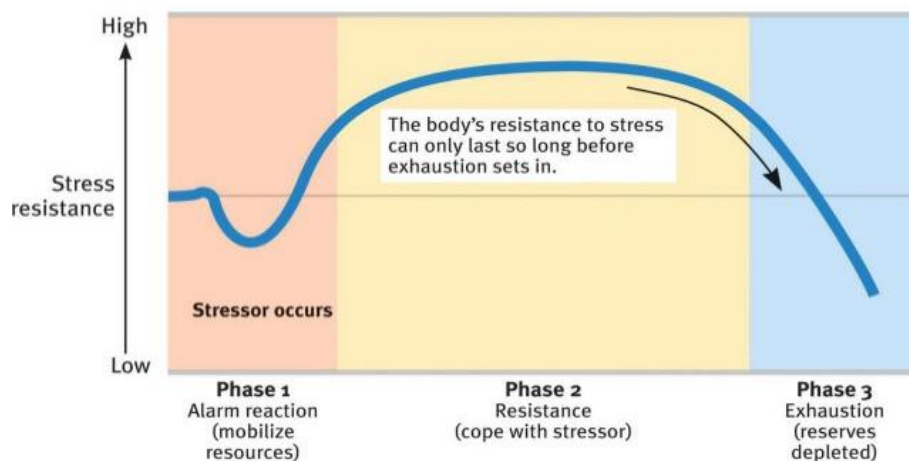 High
Stress
resistance
Low
The body's resistance to stress
can only last so long before
exhaustion sets in.
Stressor occurs
Phase 1
Alarm reaction
(mobilize
resources)
Phase 2
Resistance
(cope with stressor)
Phase 3
Exhaustion
(reserves
depleted)